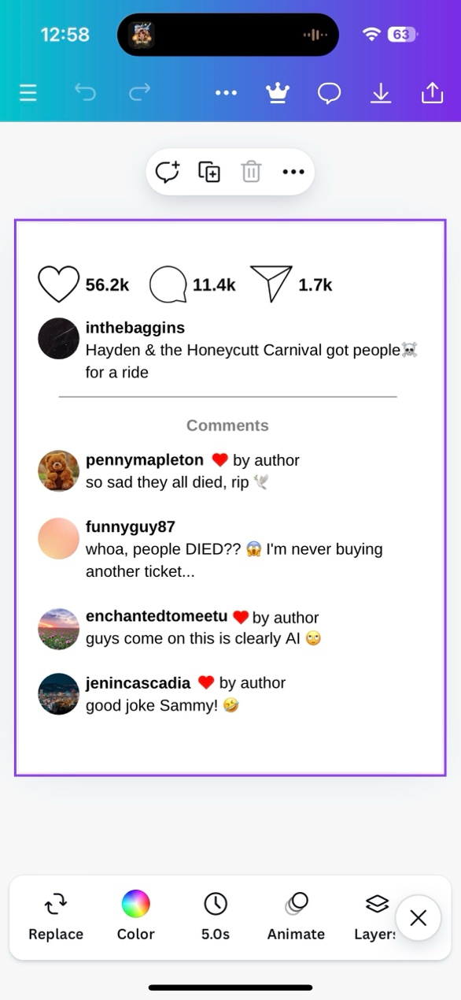 12:58
63
56.2k 11.4k 1.7k
inthebaggins
Hayden & the Honeycutt Carnival got people☠️
for a ride
Comments
pennymapleton ❤️ by author
so sad they all died, rip 🕊️
funnyguy87
whoa, people DIED?? 😱 I'm never buying
another ticket...
enchantedtomeetu ❤️ by author
guys come on this is clearly AI 🙄
jenincascadia ❤️ by author
good joke Sammy! 🤣
Replace Color 5.0s Animate Layers